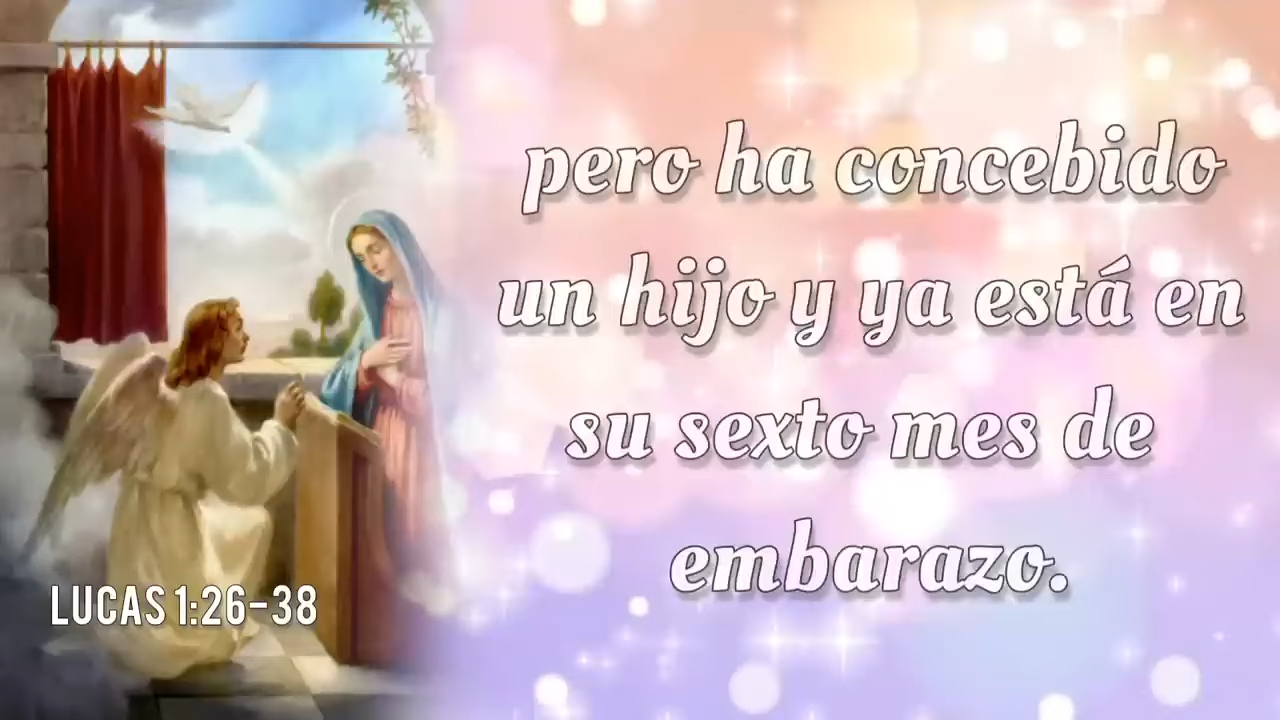 pero ha concebido
un hijo y ya está en
su sexto mes de
embarazo.
LUCAS 1:26-38